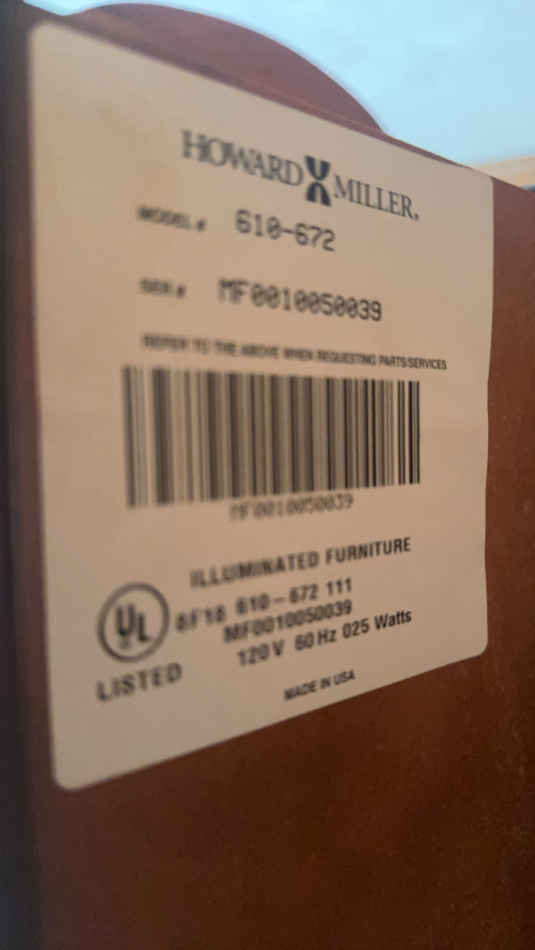 HOWARD MILLER.
MODEL# 610-672
SER# MF0010050039
REFER TO THE ABOVE WHEN REQUESTING PARTS/SERVICES
MF0010050039
ILLUMINATED FURNITURE
UL 8F18 610-672 111
MF0010050039
LISTED 120V 60Hz 025 Watts
MADE IN USA